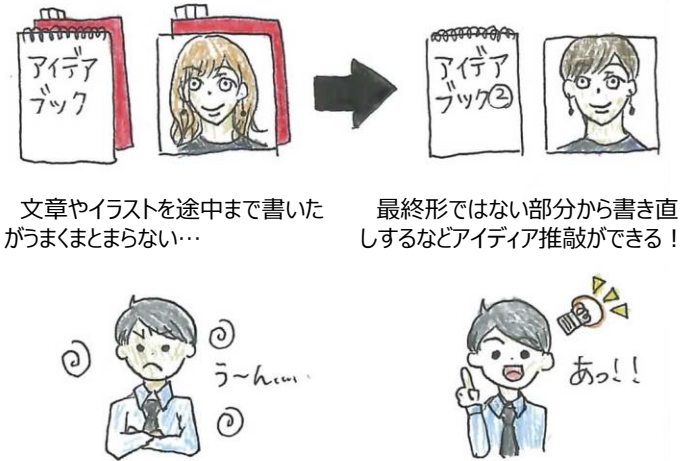 アイデア
ブック
アイデア
ブック②
文章やイラストを途中まで書いた
がうまくまとまらない…
最終形ではない部分から書き直
しするなどアイディア推敲ができる！
う～ん……
あっ！！